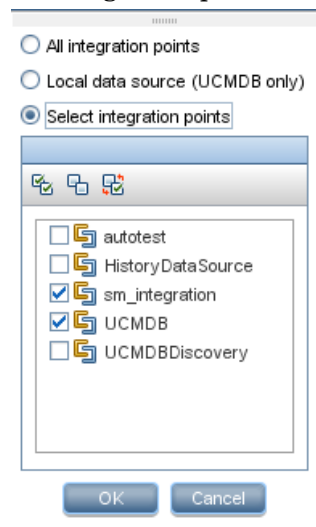 All integration points
Local data source (UCMDB only)
Select integration points
autotest
HistoryDataSource
sm_integration
UCMDB
UCMDBDiscovery
OK Cancel